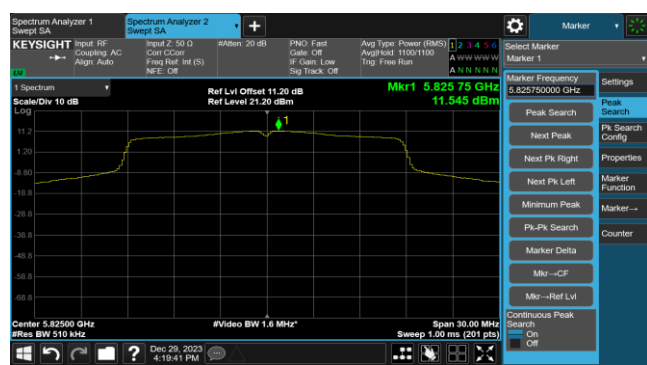 Spectrum Analyzer 1
Swept SA
Spectrum Analyzer 2
Swept SA
Marker
KEYSIGHT
Input: RF
Coupling: AC
Align: Auto
Input Z: 50 Ω
Corr CCorr
Freq Ref: Int (S)
NFE: Off
#Atten: 20 dB
PNO: Fast
Gate: Off
IF Gain: Low
Sig Track: Off
Avg Type: Power (RMS)
Avg|Hold: 1100/1100
Trig: Free Run
1 2 3 4 5 6
A W W W W W
A N N N N N
LXI
Select Marker
Marker 1
1 Spectrum
Scale/Div 10 dB
Log
Ref Lvl Offset 11.20 dB
Ref Level 21.20 dBm
Mkr1 5.825 75 GHz
11.545 dBm
1
11.2
1.20
-8.80
-18.8
-28.8
-38.8
-48.8
-58.8
-68.8
Center 5.82500 GHz
#Res BW 510 kHz
#Video BW 1.6 MHz*
Span 30.00 MHz
Sweep 1.00 ms (201 pts)
Dec 29, 2023
4:19:41 PM
Marker Frequency
5.825750000 GHz
Peak Search
Next Peak
Next Pk Right
Next Pk Left
Minimum Peak
Pk-Pk Search
Marker Delta
Mkr→CF
Mkr→Ref Lvl
Continuous Peak
Search
On
Off
Settings
Peak
Search
Pk Search
Config
Properties
Marker
Function
Marker→
Counter